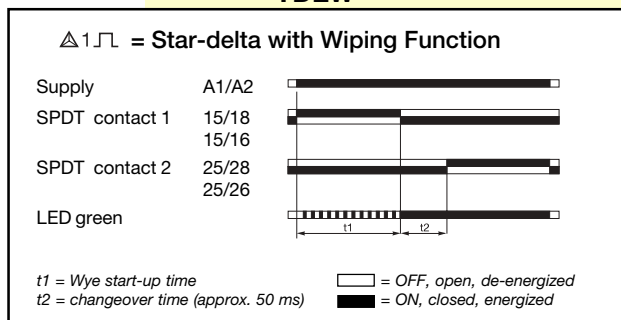 1⎍ = Star-delta with Wiping Function
Supply A1/A2
SPDT contact 1 15/18
15/16
SPDT contact 2 25/28
25/26
LED green
t1 t2
t1 = Wye start-up time = OFF, open, de-energized
t2 = changeover time (approx. 50 ms) = ON, closed, energized